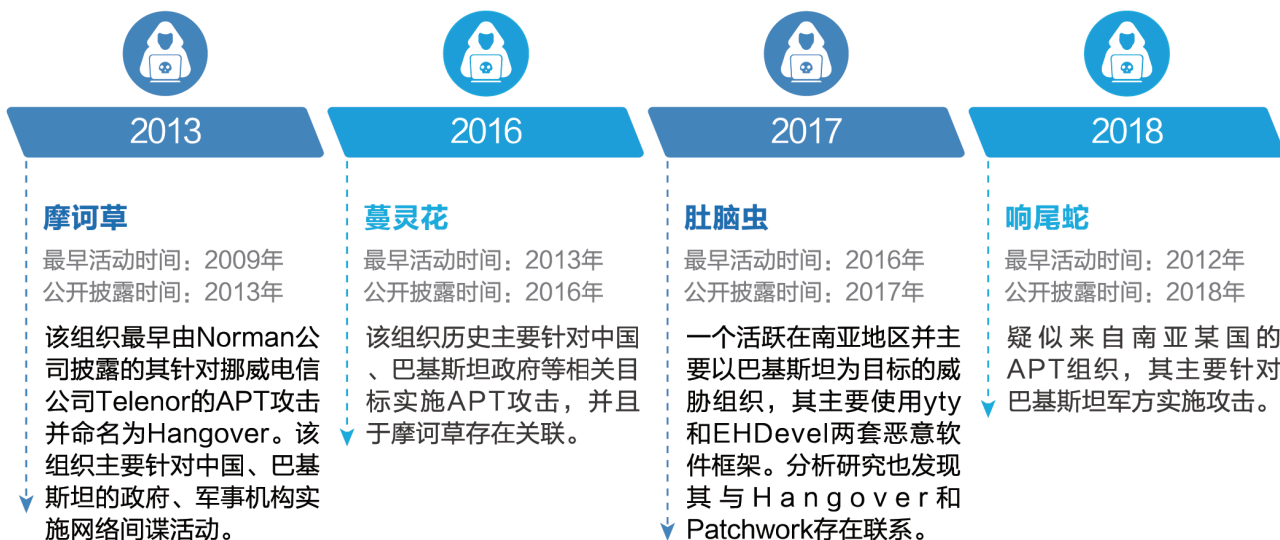 2013
2016
2017
2018
摩诃草
最早活动时间：2009年
公开披露时间：2013年
该组织最早由Norman公
司披露的其针对挪威电信
公司Telenor的APT攻击
并命名为Hangover。该
组织主要针对中国、巴基
斯坦的政府、军事机构实
施网络间谍活动。
蔓灵花
最早活动时间：2013年
公开披露时间：2016年
该组织历史主要针对中国
、巴基斯坦政府等相关目
标实施APT攻击，并且
于摩诃草存在关联。
肚脑虫
最早活动时间：2016年
公开披露时间：2017年
一个活跃在南亚地区并主
要以巴基斯坦为目标的威
胁组织，其主要使用yty
和EHDevel两套恶意软
件框架。分析研究也发现
其与Hangover和
Patchwork存在联系。
响尾蛇
最早活动时间：2012年
公开披露时间：2018年
疑似来自南亚某国的
APT组织，其主要针对
巴基斯坦军方实施攻击。